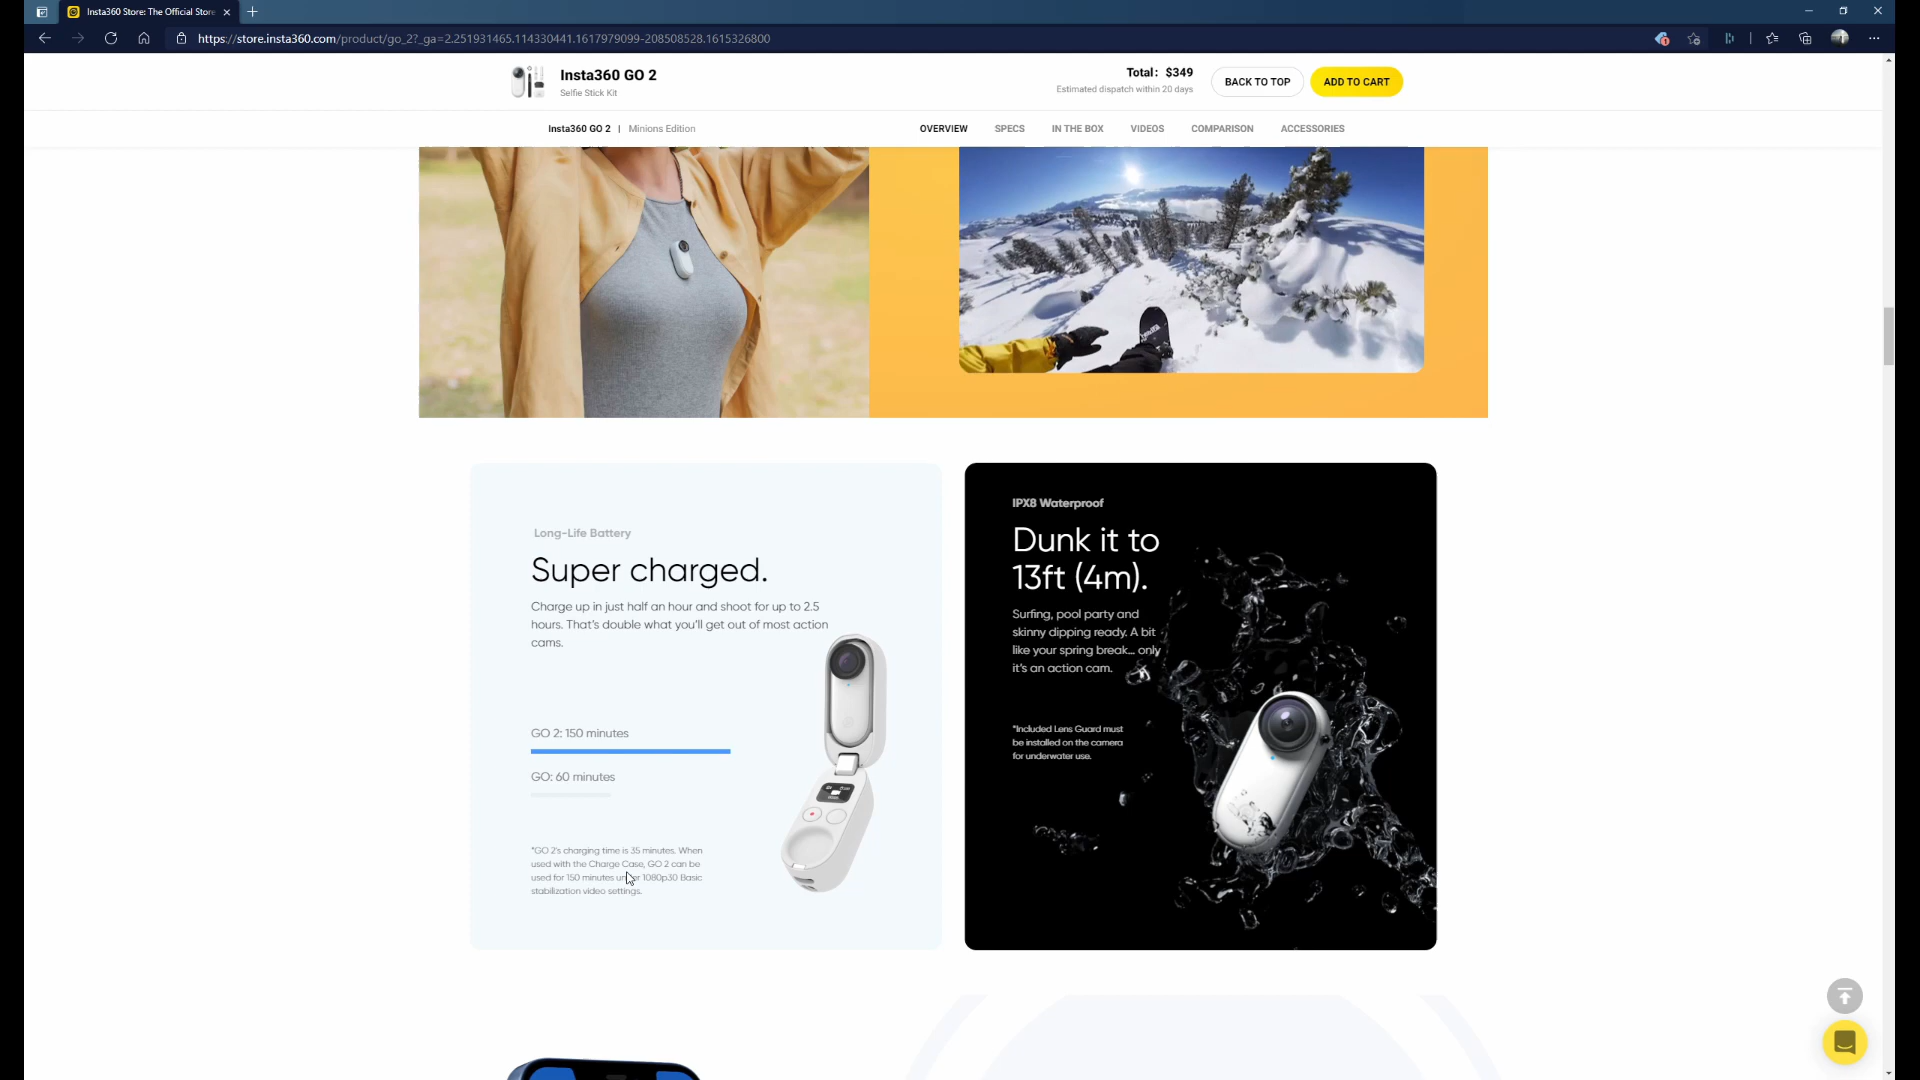 Insta360 Store: The Official Store
https://store.insta360.com/product/go_2?_ga=2.251931465.114330441.1617979099-208508528.1615326800
Insta360 GO 2
Selfie Stick Kit
Total: $349
Estimated dispatch within 20 days
BACK TO TOP
ADD TO CART
Insta360 GO 2 | Minions Edition
OVERVIEW SPECS IN THE BOX VIDEOS COMPARISON ACCESSORIES
Long-Life Battery
Super charged.
Charge up in just half an hour and shoot for up to 2.5
hours. That's double what you'll get out of most action
cams.
GO 2: 150 minutes
GO: 60 minutes
*GO 2's charging time is 35 minutes. When
used with the Charge Case, GO 2 can be
used for 150 minutes under 1080p30 Basic
stabilization video settings.
IPX8 Waterproof
Dunk it to
13ft (4m).
Surfing, pool party and
skinny dipping ready. A bit
like your spring break... only
it's an action cam.
*Included Lens Guard must
be installed on the camera
for underwater use.